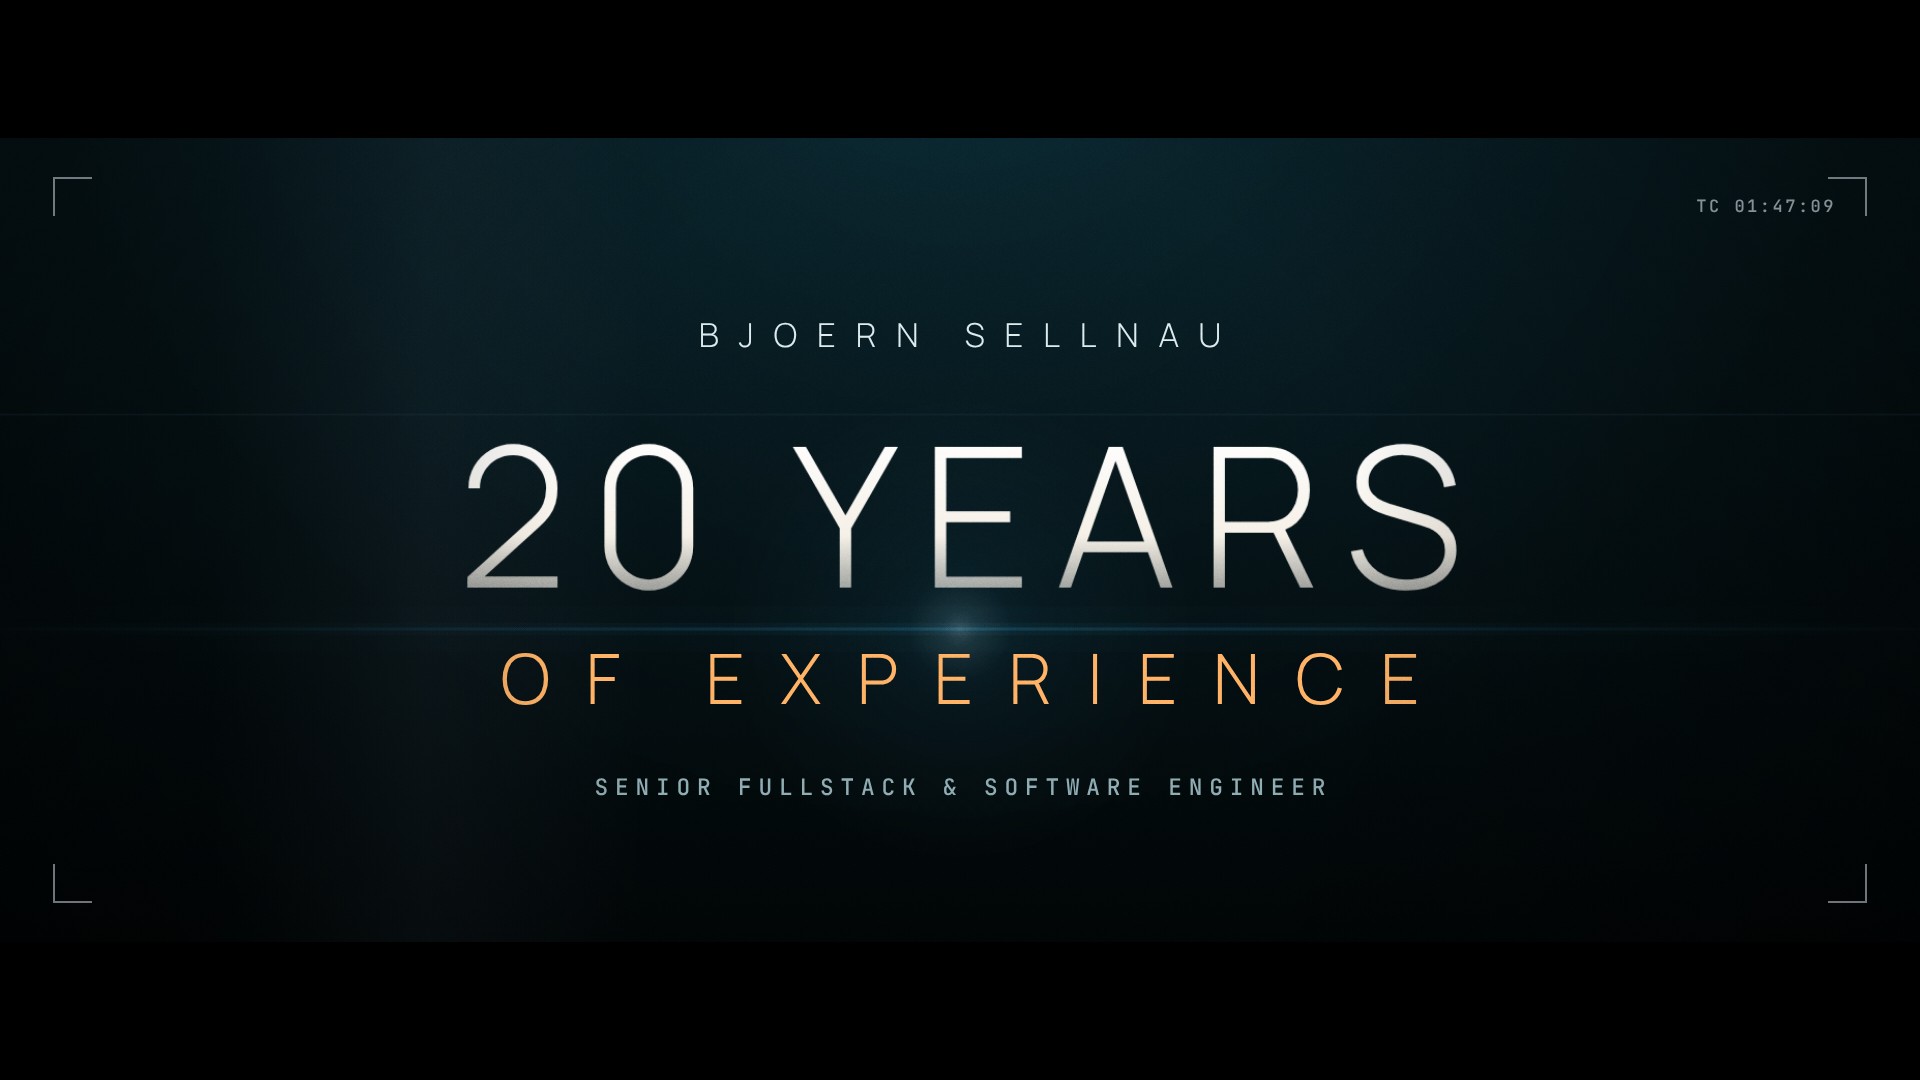 TC 01:47:09
BJOERN SELLNAU
20 YEARS
OF EXPERIENCE
SENIOR FULLSTACK & SOFTWARE ENGINEER